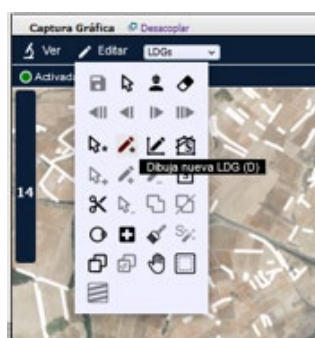 Captura Gráfica Desacoplar
Ver Editar LDGs
Activad
Dibuja nueva LDG (D)
14